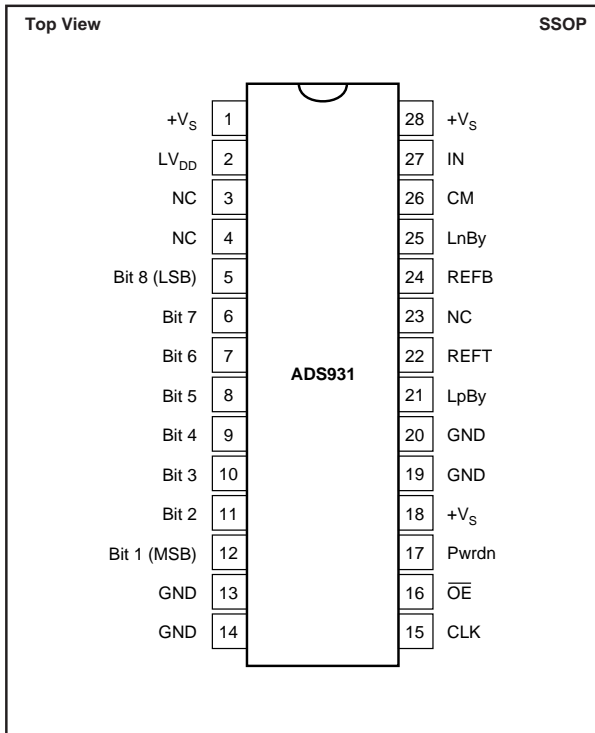 Top View SSOP
+VS 1 28 +VS
LVDD 2 27 IN
NC 3 26 CM
NC 4 25 LnBy
Bit 8 (LSB) 5 24 REFB
Bit 7 6 23 NC
Bit 6 7 22 REFT
ADS931
Bit 5 8 21 LpBy
Bit 4 9 20 GND
Bit 3 10 19 GND
Bit 2 11 18 +VS
Bit 1 (MSB) 12 17 Pwrdn
GND 13 16 O̅E̅
GND 14 15 CLK